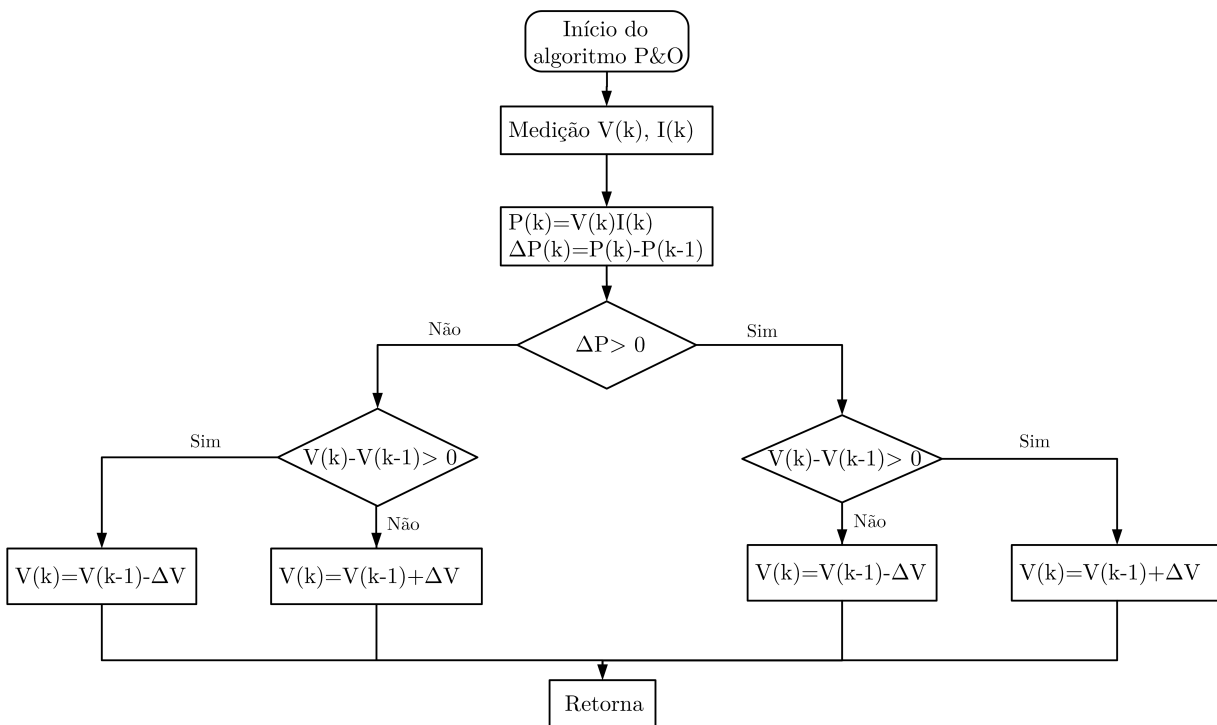 Início do
algoritmo P&O
Medição V(k), I(k)
P(k)=V(k)I(k)
ΔP(k)=P(k)-P(k-1)
Não
Sim
ΔP> 0
Sim
V(k)-V(k-1)> 0
V(k)-V(k-1)> 0
Sim
Não
Não
V(k)=V(k-1)-ΔV
V(k)=V(k-1)+ΔV
V(k)=V(k-1)-ΔV
V(k)=V(k-1)+ΔV
Retorna